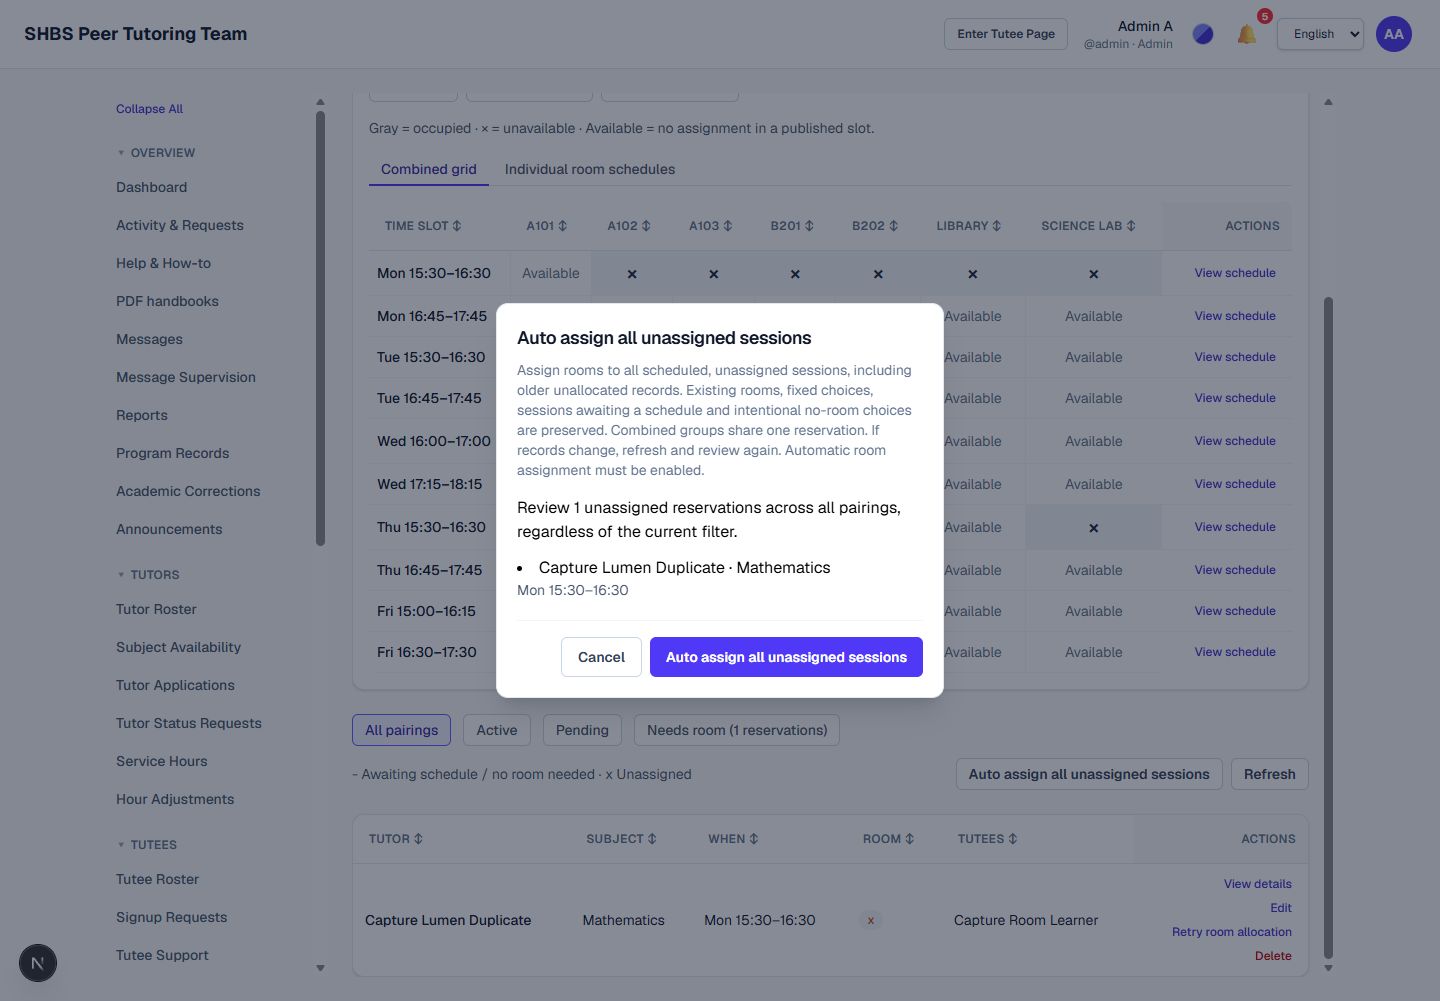 SHBS Peer Tutoring Team
Enter Tutee Page
Admin A
@admin · Admin
5
English
AA
Collapse All
OVERVIEW
Dashboard
Activity & Requests
Help & How-to
PDF handbooks
Messages
Message Supervision
Reports
Program Records
Academic Corrections
Announcements
TUTORS
Tutor Roster
Subject Availability
Tutor Applications
Tutor Status Requests
Service Hours
Hour Adjustments
TUTEES
Tutee Roster
Signup Requests
Tutee Support
N
Gray = occupied · × = unavailable · Available = no assignment in a published slot.
Combined grid Individual room schedules
TIME SLOT A101 A102 A103 B201 B202 LIBRARY SCIENCE LAB ACTIONS
Mon 15:30–16:30 Available × × × × × × View schedule
Mon 16:45–17:45 Available Available View schedule
Tue 15:30–16:30 Available Available View schedule
Tue 16:45–17:45 Available Available View schedule
Wed 16:00–17:00 Available Available View schedule
Wed 17:15–18:15 Available Available View schedule
Thu 15:30–16:30 Available × View schedule
Thu 16:45–17:45 Available Available View schedule
Fri 15:00–16:15 Available Available View schedule
Fri 16:30–17:30 Available Available View schedule
Auto assign all unassigned sessions
Assign rooms to all scheduled, unassigned sessions, including
older unallocated records. Existing rooms, fixed choices,
sessions awaiting a schedule and intentional no-room choices
are preserved. Combined groups share one reservation. If
records change, refresh and review again. Automatic room
assignment must be enabled.
Review 1 unassigned reservations across all pairings,
regardless of the current filter.
• Capture Lumen Duplicate · Mathematics
Mon 15:30–16:30
Cancel Auto assign all unassigned sessions
All pairings Active Pending Needs room (1 reservations)
- Awaiting schedule / no room needed · x Unassigned
Auto assign all unassigned sessions Refresh
TUTOR SUBJECT WHEN ROOM TUTEES ACTIONS
Capture Lumen Duplicate Mathematics Mon 15:30–16:30 x Capture Room Learner
View details
Edit
Retry room allocation
Delete